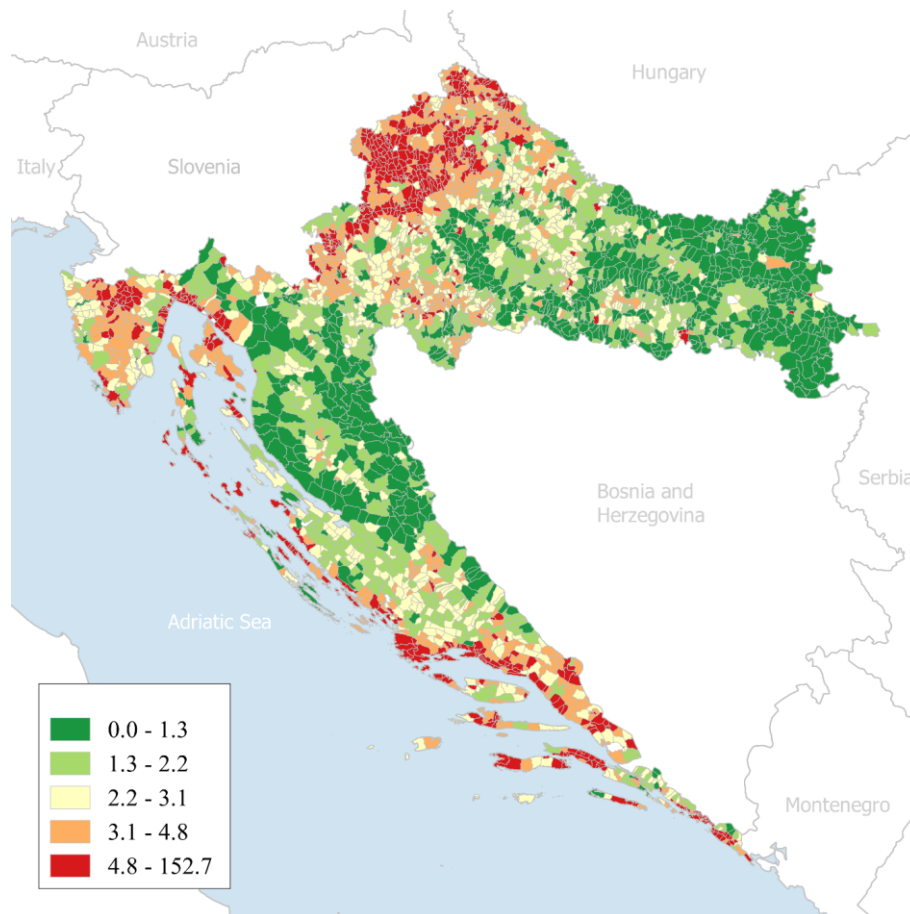 Austria
Hungary
Italy
Slovenia
Bosnia and
Herzegovina
Serbia
Adriatic Sea
Montenegro
0.0 - 1.3
1.3 - 2.2
2.2 - 3.1
3.1 - 4.8
4.8 - 152.7